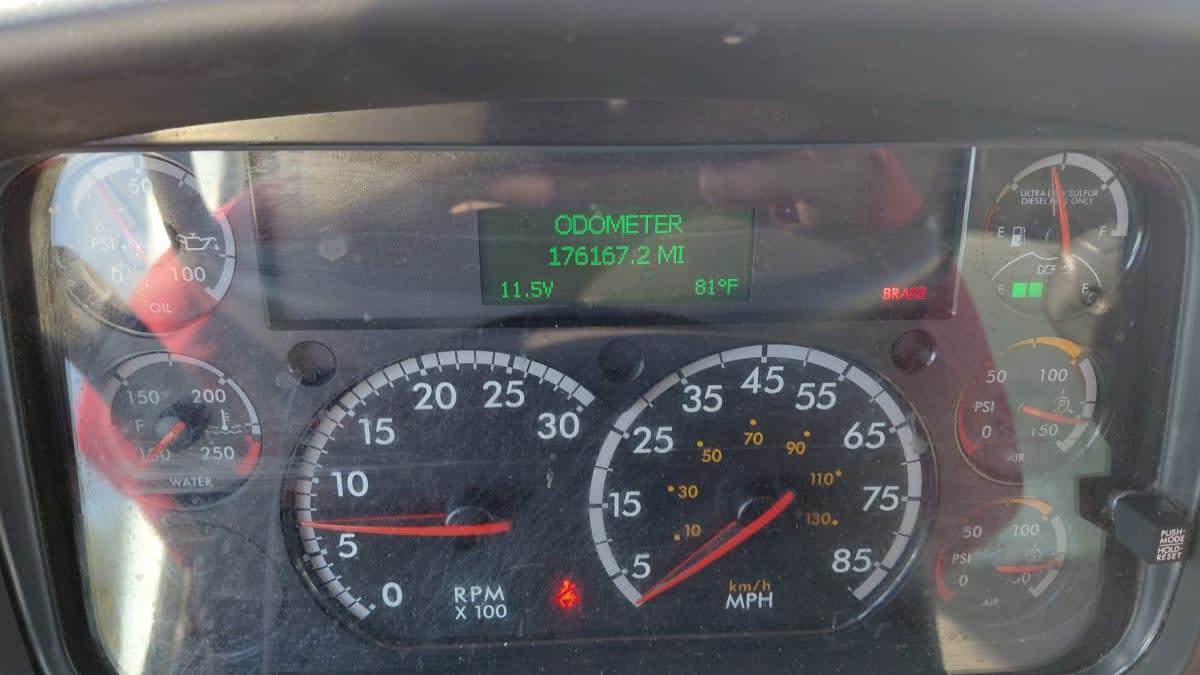 ODOMETER
176167.2 MI
11.5V 81°F
BRAKE
50
PSI
0
100
OIL
ULTRA LOW SULFUR
DIESEL FUEL ONLY
E F
DEF
E F
150 200
F
250
WATER
0
5
10
15
20
25
30
RPM
X 100
5
15
25
35
45
55
65
75
85
10
30
50
70
90
110
130
km/h
MPH
50 100
PSI
0 150
AIR
50 100
PSI
0
AIR
PUSH-
MODE
HOLD-
RESET